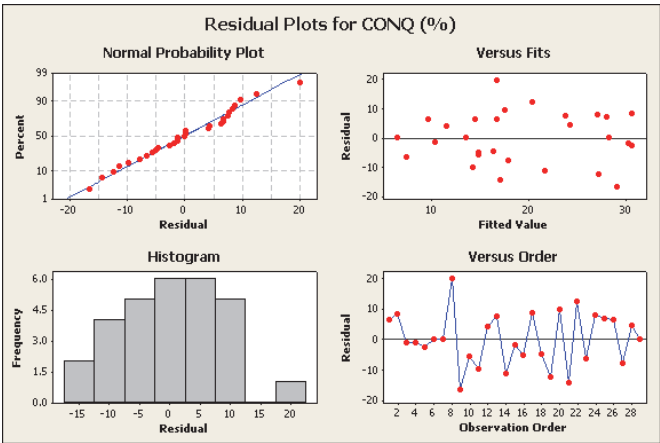 Residual Plots for CONQ (%)
Normal Probability Plot
Percent
99
90
50
10
1
-20 -10 0 10 20
Residual
Versus Fits
Residual
20
10
0
-10
-20
10 20 30
Fitted Value
Histogram
Frequency
6.0
4.5
3.0
1.5
0.0
-15 -10 -5 0 5 10 15 20
Residual
Versus Order
Residual
20
10
0
-10
-20
2 4 6 8 10 12 14 16 18 20 22 24 26 28
Observation Order